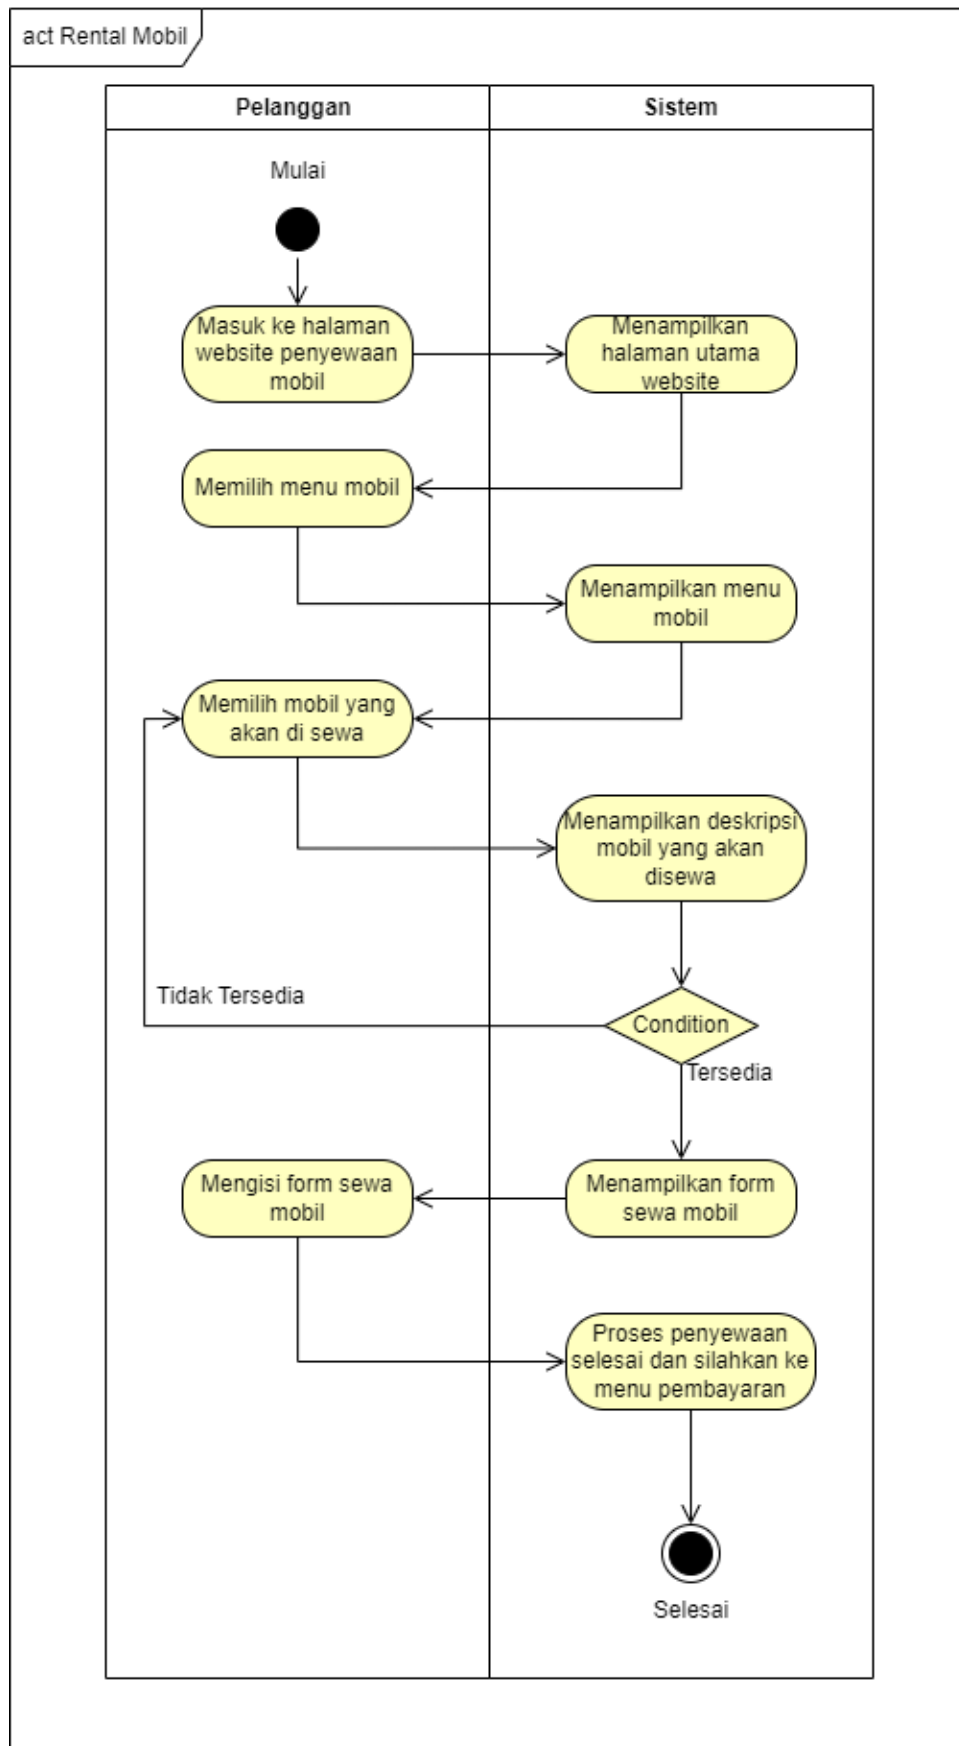 act Rental Mobil
Pelanggan
Sistem
Mulai
Masuk ke halaman
website penyewaan
mobil
Menampilkan
halaman utama
website
Memilih menu mobil
Menampilkan menu
mobil
Memilih mobil yang
akan di sewa
Menampilkan deskripsi
mobil yang akan
disewa
Tidak Tersedia
Condition
Tersedia
Menampilkan form
sewa mobil
Mengisi form sewa
mobil
Proses penyewaan
selesai dan silahkan ke
menu pembayaran
Selesai